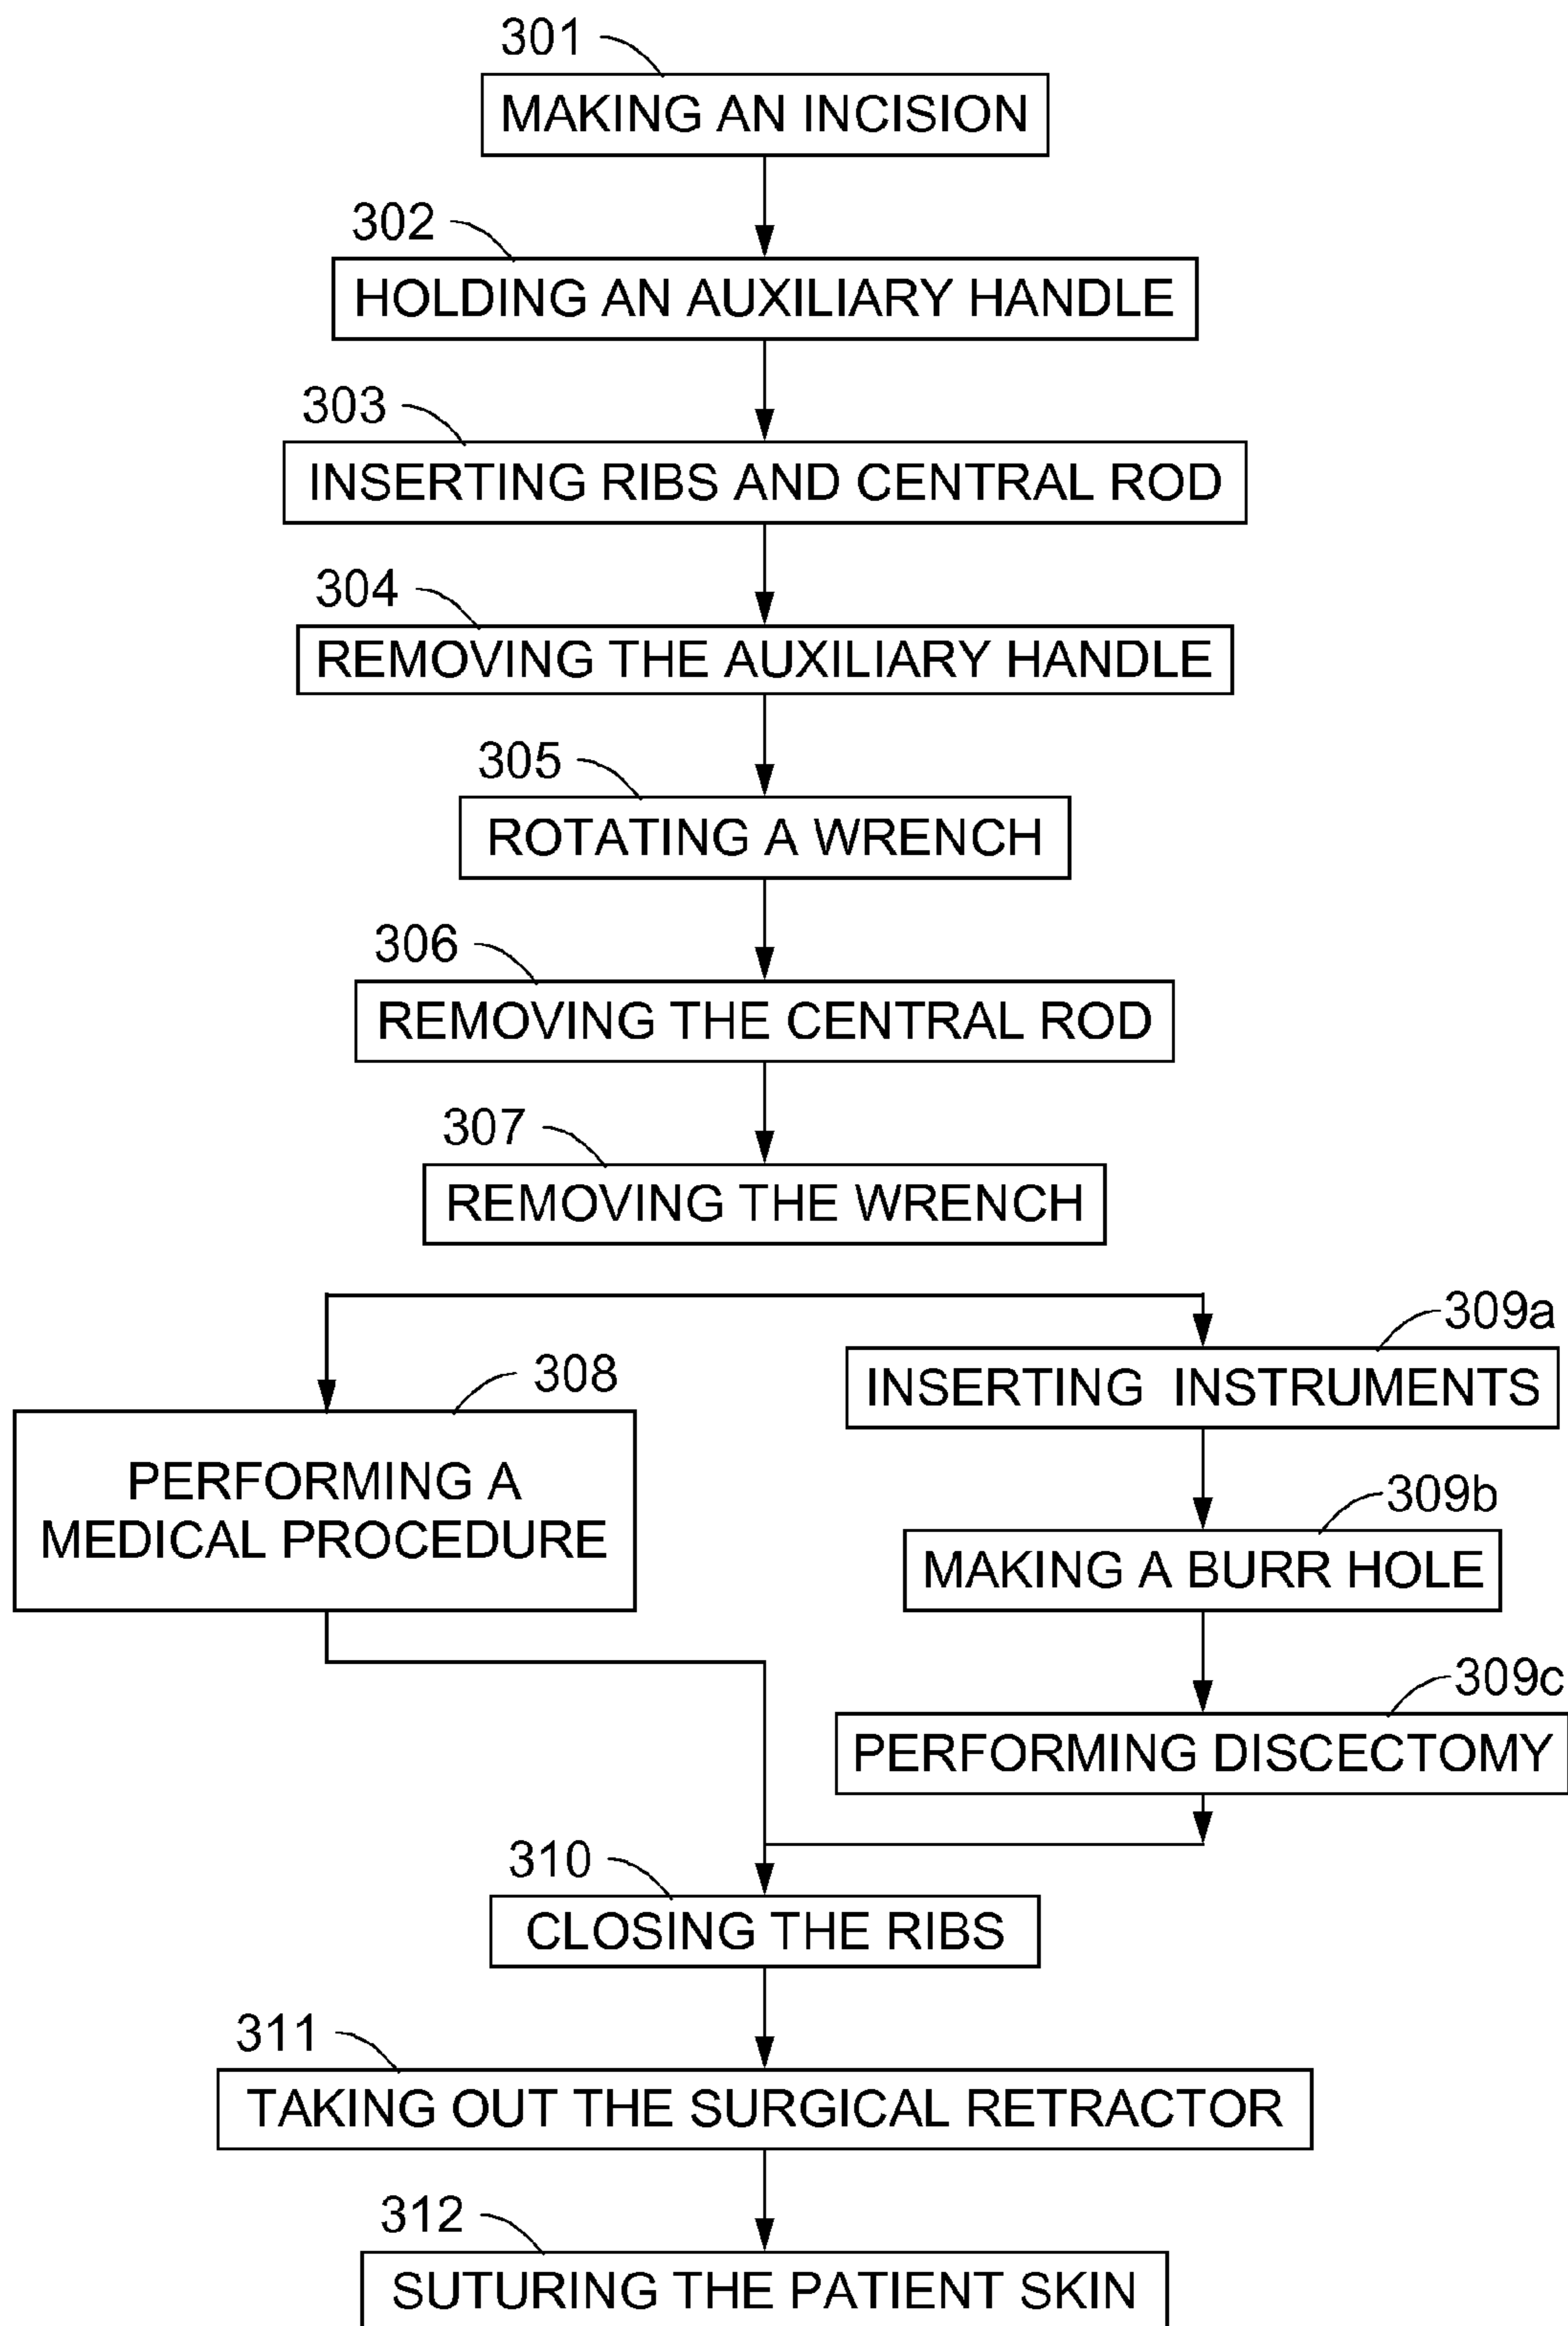 301
MAKING AN INCISION
302
HOLDING AN AUXILIARY HANDLE
303
INSERTING RIBS AND CENTRAL ROD
304
REMOVING THE AUXILIARY HANDLE
305
ROTATING A WRENCH
306
REMOVING THE CENTRAL ROD
307
REMOVING THE WRENCH
308
PERFORMING A
MEDICAL PROCEDURE
309a
INSERTING INSTRUMENTS
309b
MAKING A BURR HOLE
309c
PERFORMING DISCECTOMY
310
CLOSING THE RIBS
311
TAKING OUT THE SURGICAL RETRACTOR
312
SUTURING THE PATIENT SKIN